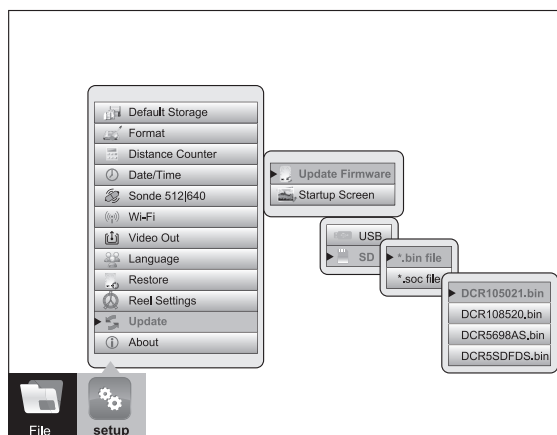 Default Storage
Format
Distance Counter
Date/Time
Sonde 512|640
Wi-Fi
Video Out
Language
Restore
Reel Settings
Update
About
Update Firmware
Startup Screen
USB
SD
*.bin file
*.soc file
DCR105021.bin
DCR108520.bin
DCR5698AS.bin
DCR5SDFDS.bin
File
setup